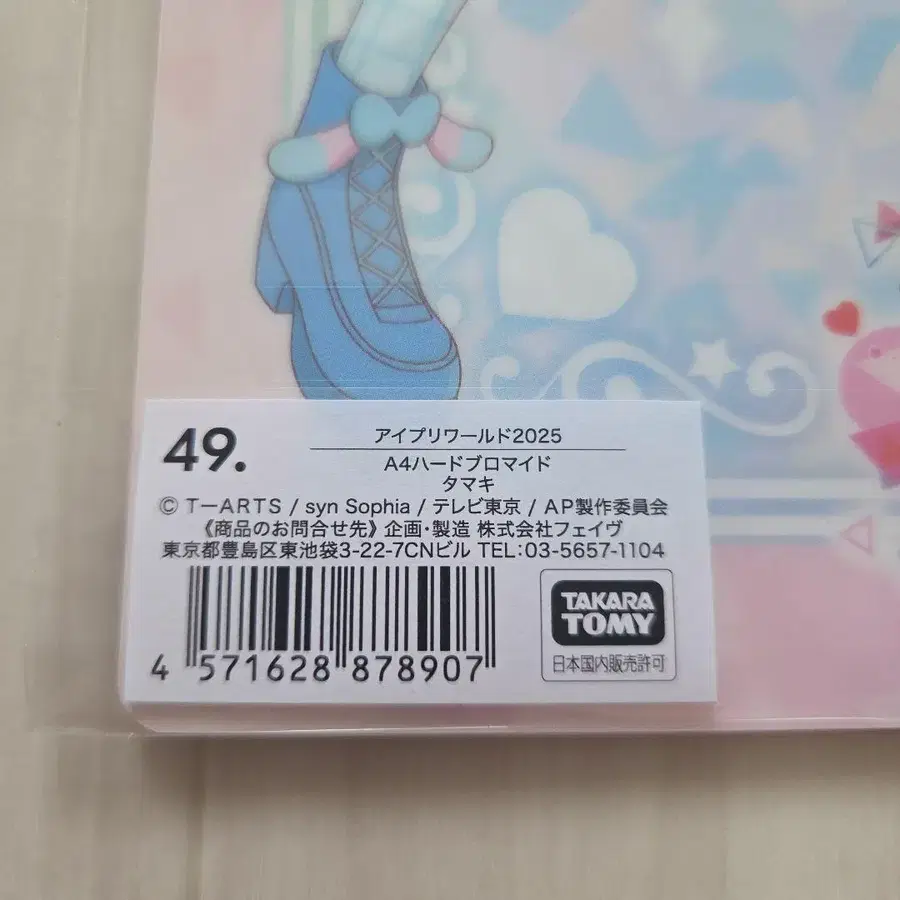 49.
アイプリワールド2025
A4ハードブロマイド
タマキ
© T-ARTS / syn Sophia / テレビ東京 / AP製作委員会
《商品のお問合せ先》企画・製造 株式会社フェイヴ
東京都豊島区東池袋3-22-7CNビル TEL:03-5657-1104
4 571628 878907
TAKARA
TOMY
日本国内販売許可